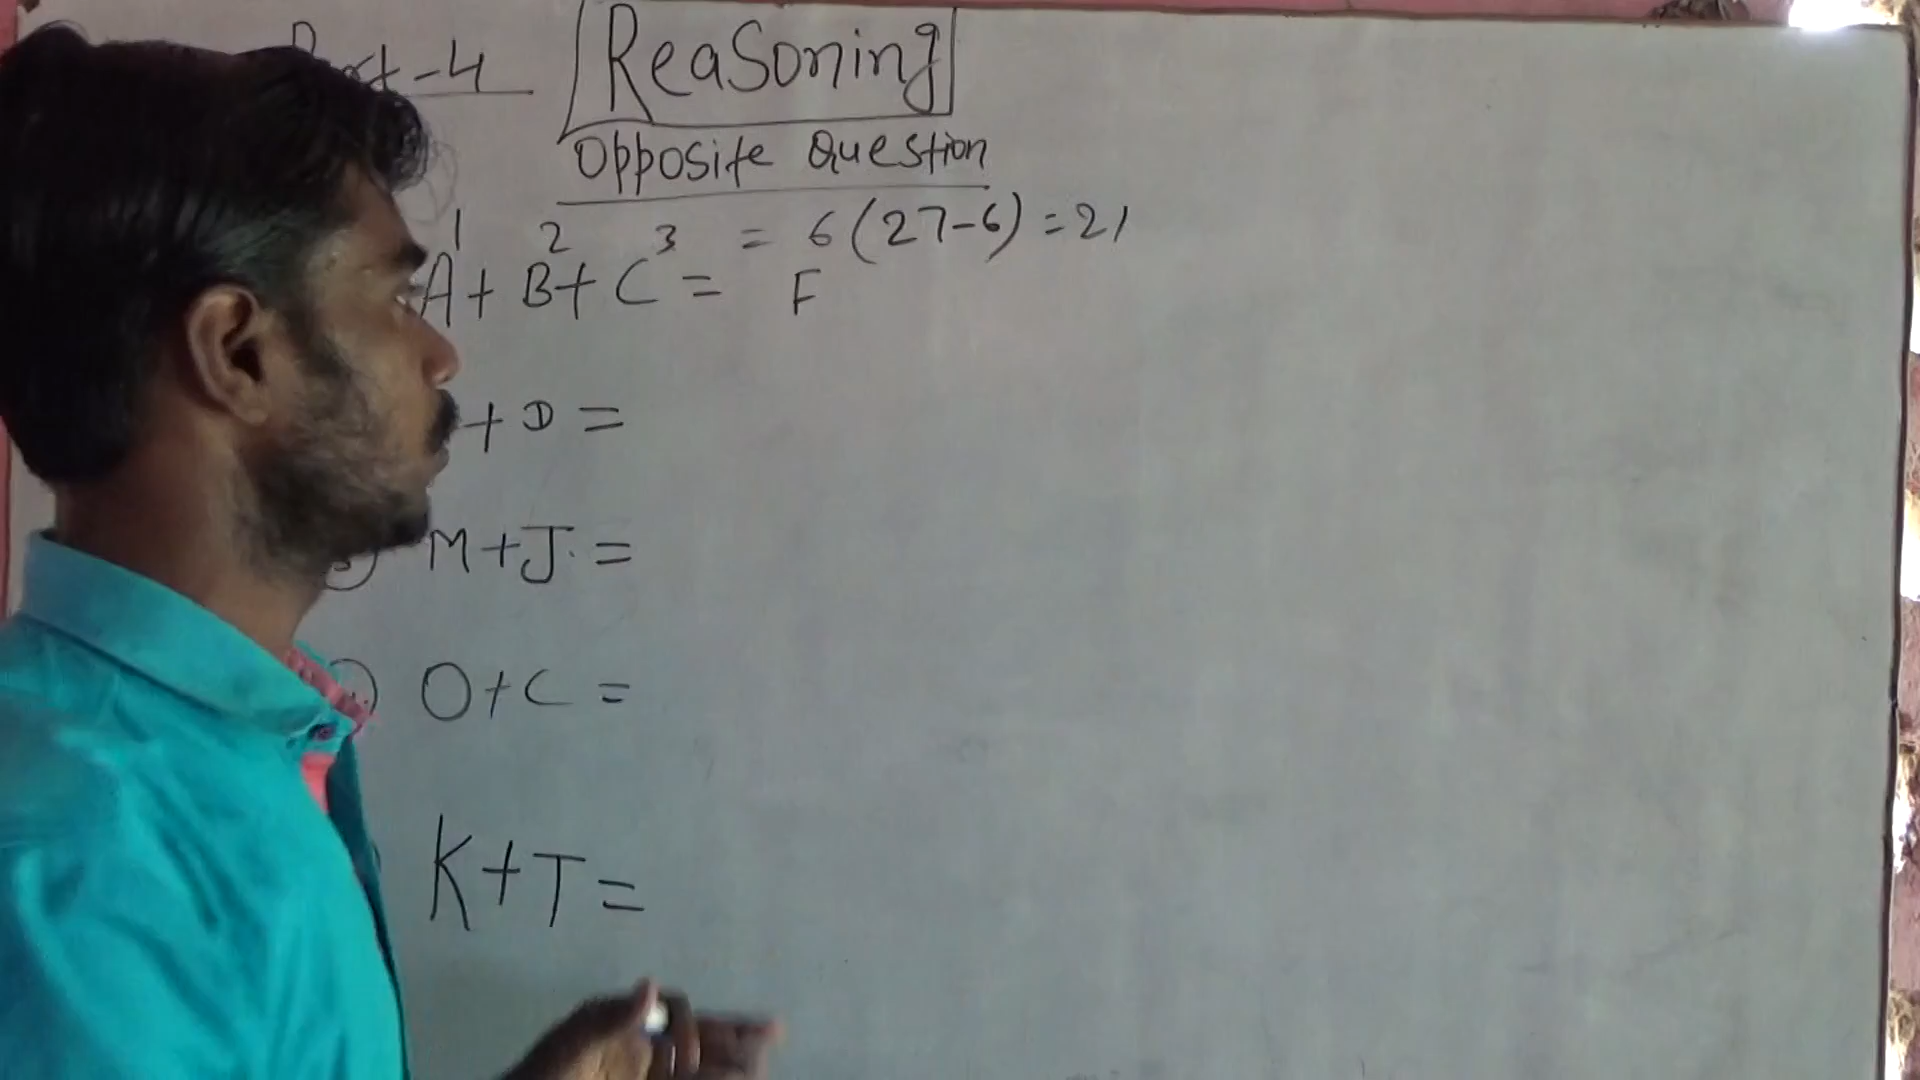 Part-4
Reasoning
Opposite Question
1 2 3 = 6(27-6) = 21
A+ B+ C = F
+ D =
M+J =
O+C =
K+T =